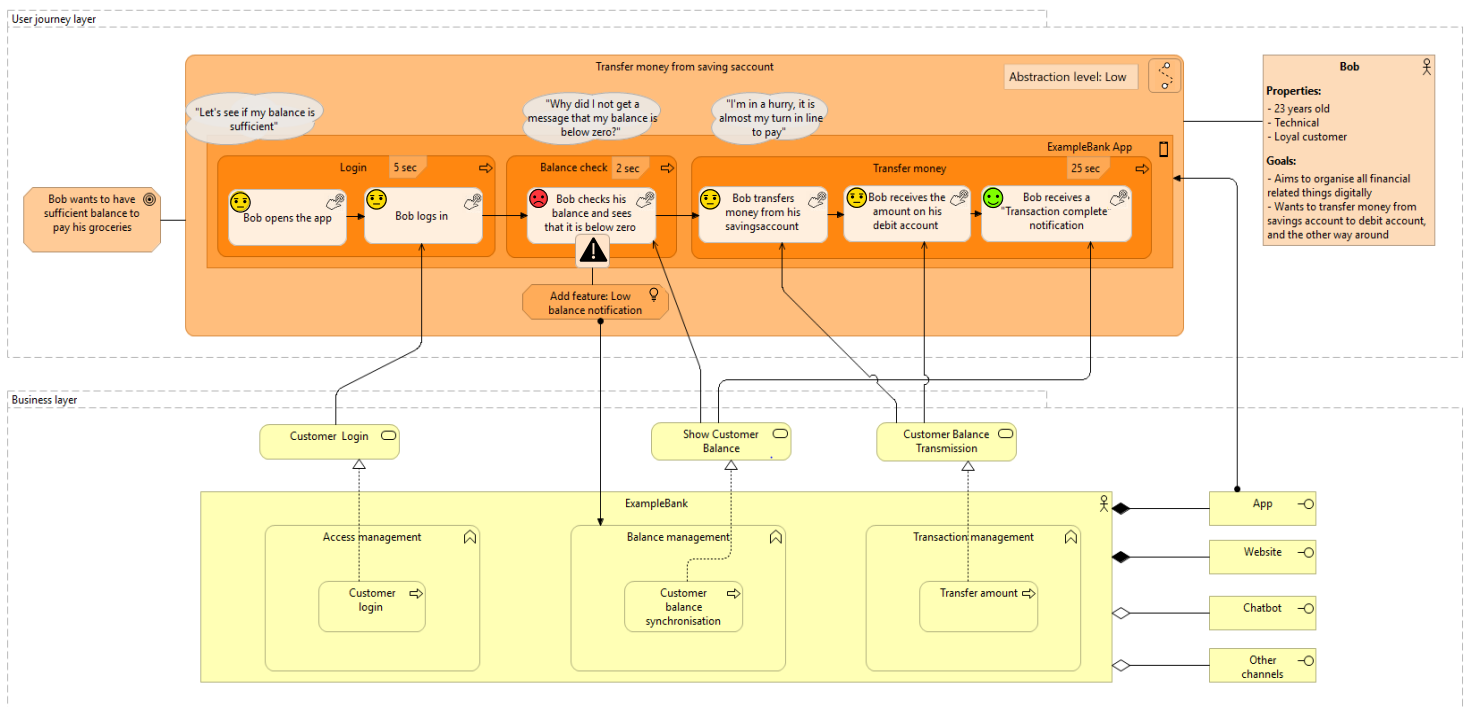 User journey layer
Transfer money from saving saccount
Abstraction level: Low
"Let's see if my balance is
sufficient"
"Why did I not get a
message that my balance is
below zero?"
"I'm in a hurry, it is
almost my turn in line
to pay"
ExampleBank App
Login
5 sec
Balance check
2 sec
Transfer money
25 sec
Bob wants to have
sufficient balance to
pay his groceries
Bob opens the app
Bob logs in
Bob checks his
balance and sees
that it is below zero
Bob transfers
money from his
savingsaccount
Bob receives the
amount on his
debit account
Bob receives a
"Transaction complete"
notification
Add feature: Low
balance notification
Bob
Properties:
- 23 years old
- Technical
- Loyal customer
Goals:
- Aims to organise all financial
related things digitally
- Wants to transfer money from
savings account to debit account,
and the other way around
Business layer
Customer Login
Show Customer
Balance
Customer Balance
Transmission
ExampleBank
Access management
Customer
login
Balance management
Customer
balance
synchronisation
Transaction management
Transfer amount
App
Website
Chatbot
Other
channels